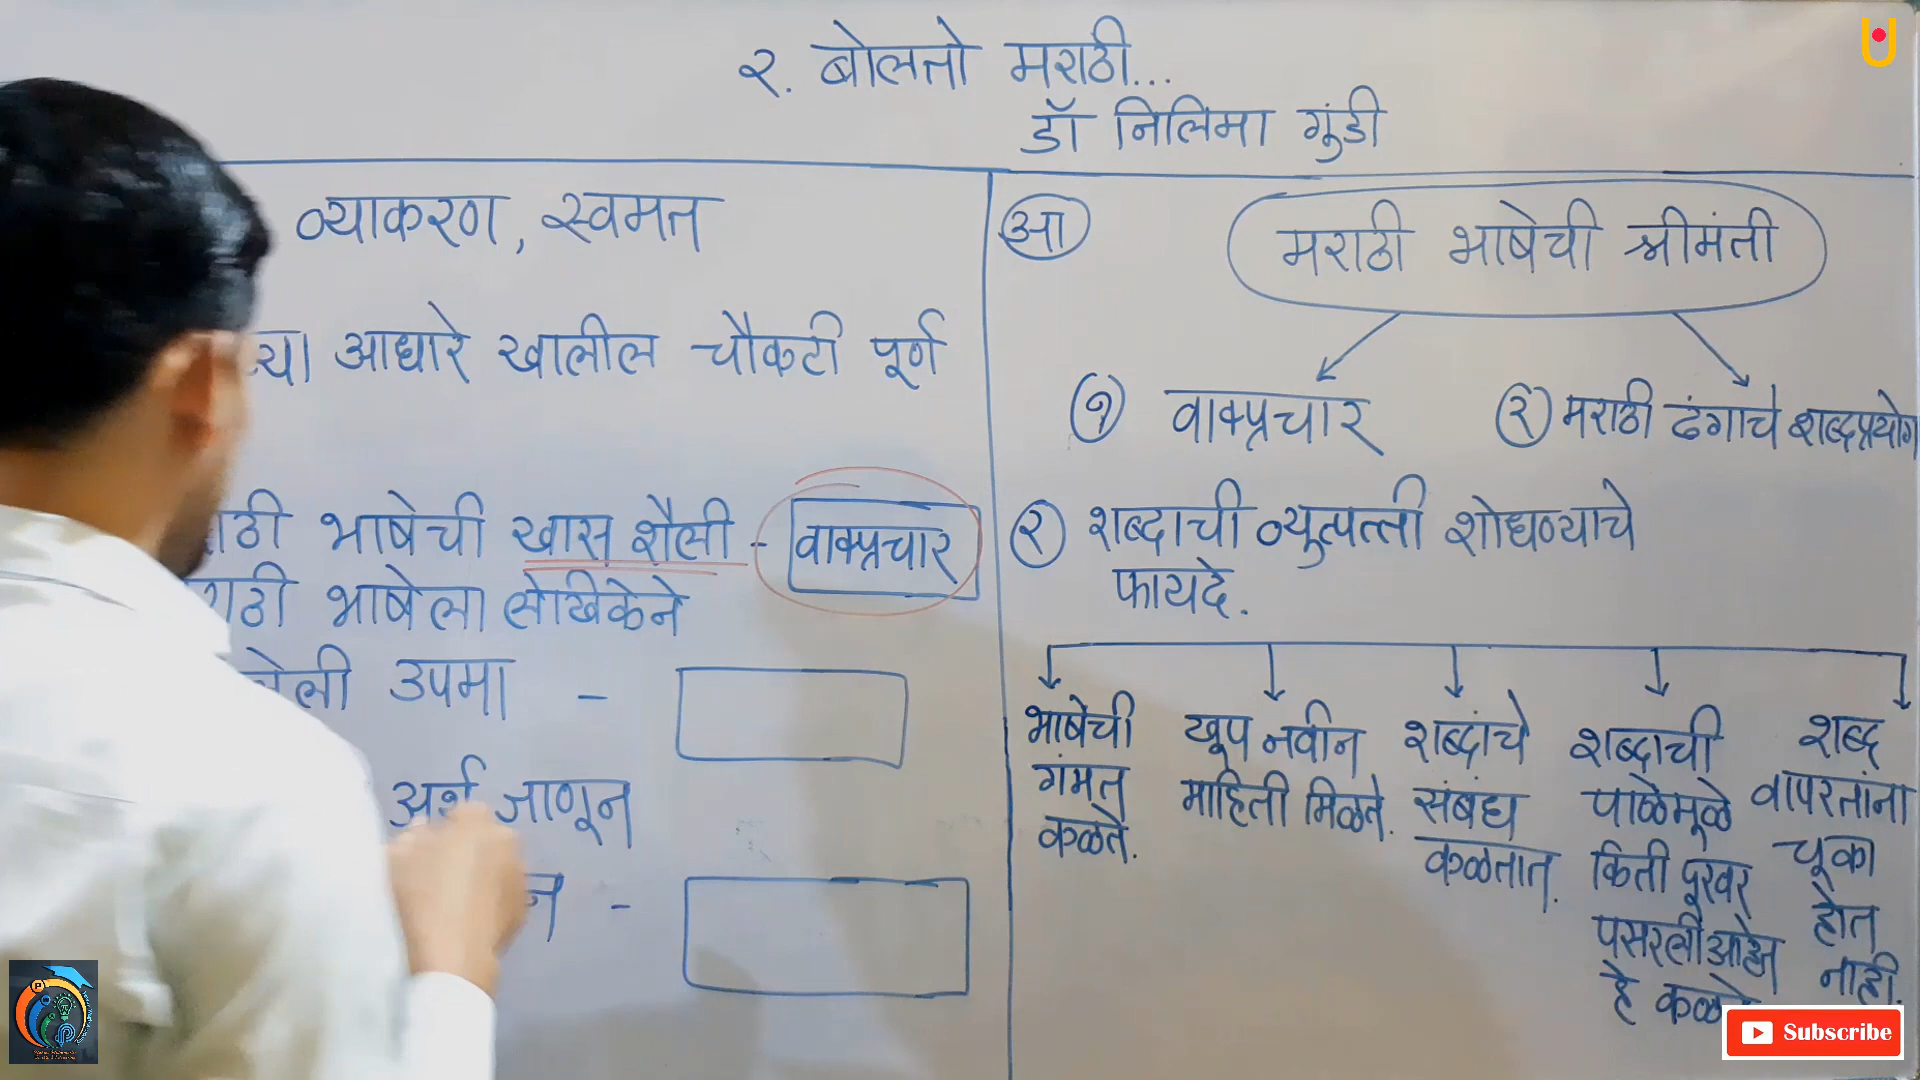 २. बोलतो मराठी...
डॉ निलिमा गुंडी
व्याकरण, स्वमत
च्या आधारे खालील चौकटी पूर्ण
राठी भाषेची खास शैली - वाक्प्रचार
राठी भाषेला लेखिकेने
लेली उपमा -
अर्थ जाणून
आ मराठी भाषेची श्रीमंती
१ वाक्प्रचार
२ मराठी ढंगाचे शब्दप्रयोग
२ शब्दाची व्युत्पत्ती शोधण्याचे
फायदे.
भाषेची
गंमत
कळते.
खूप नवीन
माहिती मिळते.
शब्दांचे
संबंध
कळतात.
शब्दाची
पाळेमूळे
किती दूरवर
पसरली आहेत
हे कळते
शब्द
वापरतांना
चूका
होत
नाही.
Subscribe